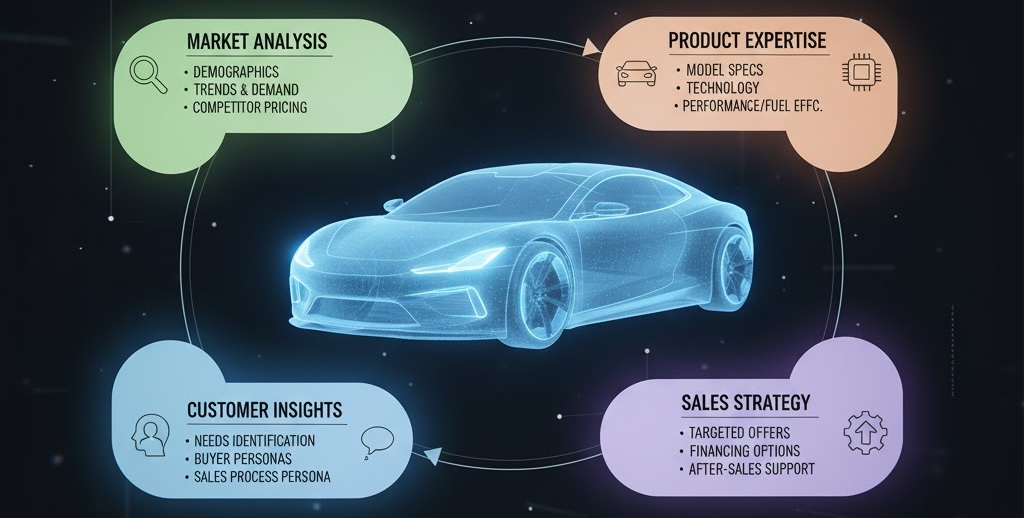 MARKET ANALYSIS
• DEMOGRAPHICS
• TRENDS & DEMAND
• COMPETITOR PRICING
PRODUCT EXPERTISE
• MODEL SPECS
• TECHNOLOGY
• PERFORMANCE/FUEL EFFC.
CUSTOMER INSIGHTS
• NEEDS IDENTIFICATION
• BUYER PERSONAS
• SALES PROCESS PERSONA
SALES STRATEGY
• TARGETED OFFERS
• FINANCING OPTIONS
• AFTER-SALES SUPPORT